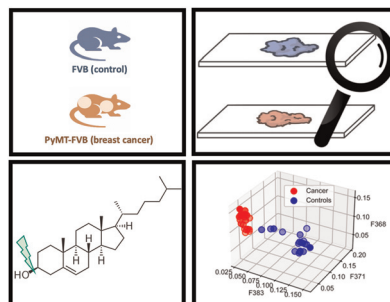 FVB (control)
PyMT-FVB (breast cancer)
H
H
H
H
HO
Cancer
Controls
0.20
0.15
0.10
0.05
F368
0.025
0.050
0.075
0.100
0.125
0.150
F383
0.05
0.10
0.15
F371